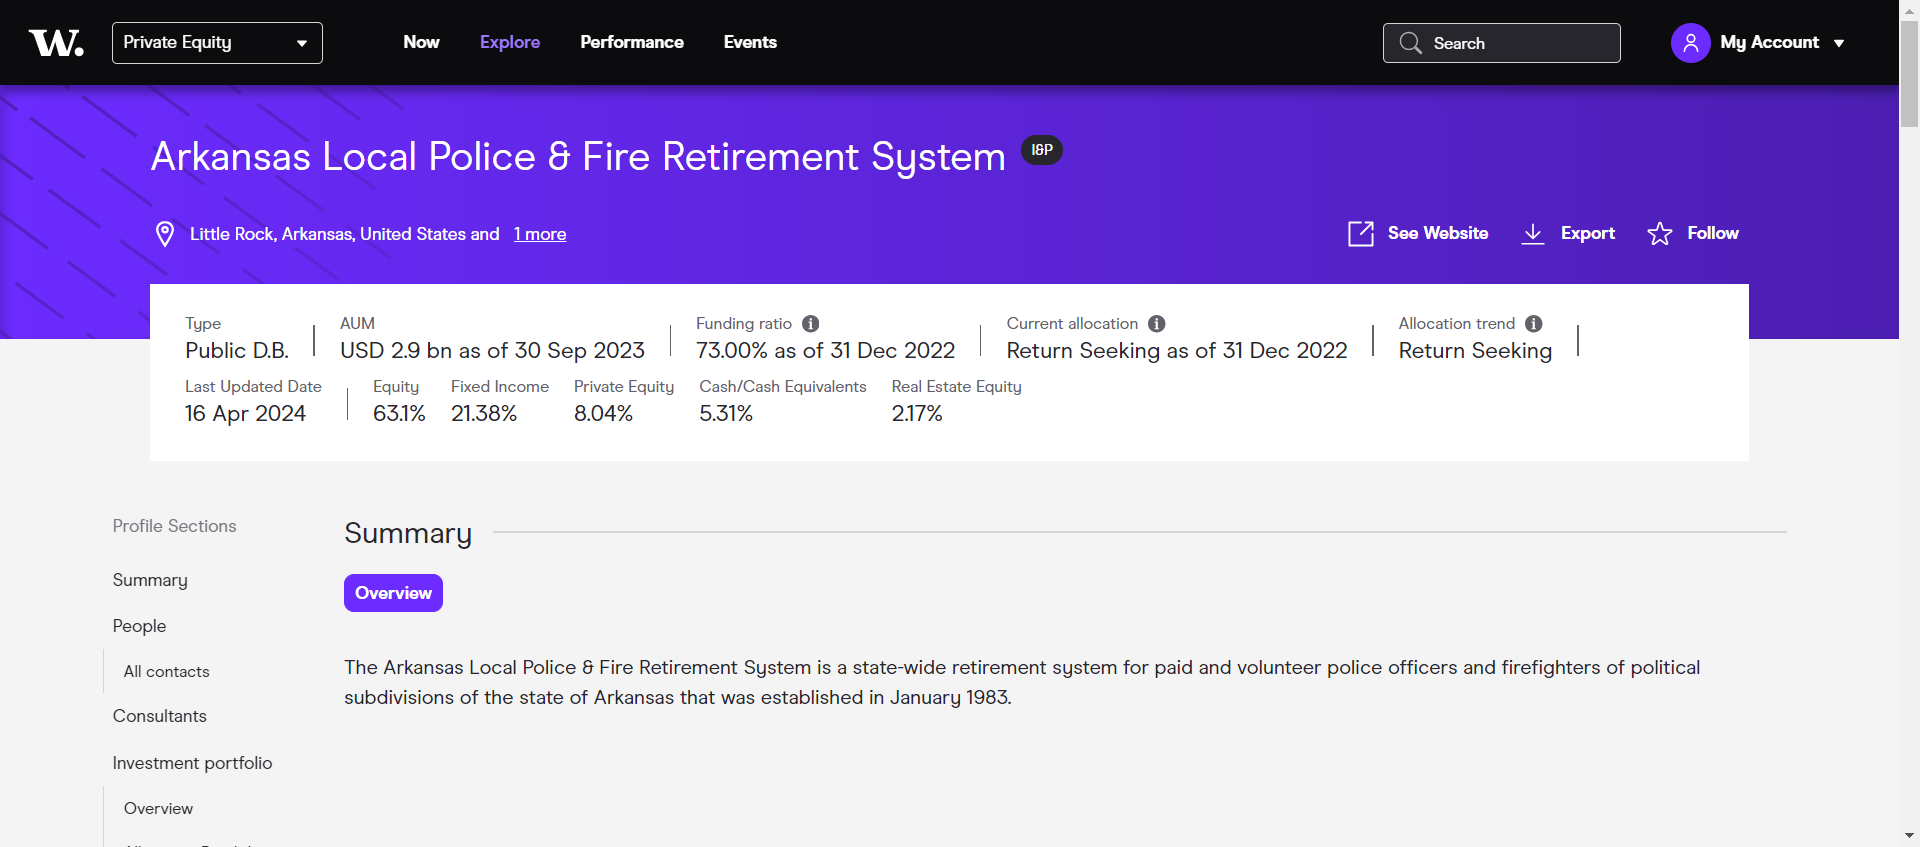 W.
Private Equity
Now Explore Performance Events
Search
My Account
Arkansas Local Police & Fire Retirement System I&P
Little Rock, Arkansas, United States and 1 more
See Website Export Follow
Type AUM Funding ratio Current allocation Allocation trend
Public D.B. USD 2.9 bn as of 30 Sep 2023 73.00% as of 31 Dec 2022 Return Seeking as of 31 Dec 2022 Return Seeking
Last Updated Date Equity Fixed Income Private Equity Cash/Cash Equivalents Real Estate Equity
16 Apr 2024 63.1% 21.38% 8.04% 5.31% 2.17%
Profile Sections
Summary
People
All contacts
Consultants
Investment portfolio
Overview
Summary
Overview
The Arkansas Local Police & Fire Retirement System is a state-wide retirement system for paid and volunteer police officers and firefighters of political
subdivisions of the state of Arkansas that was established in January 1983.